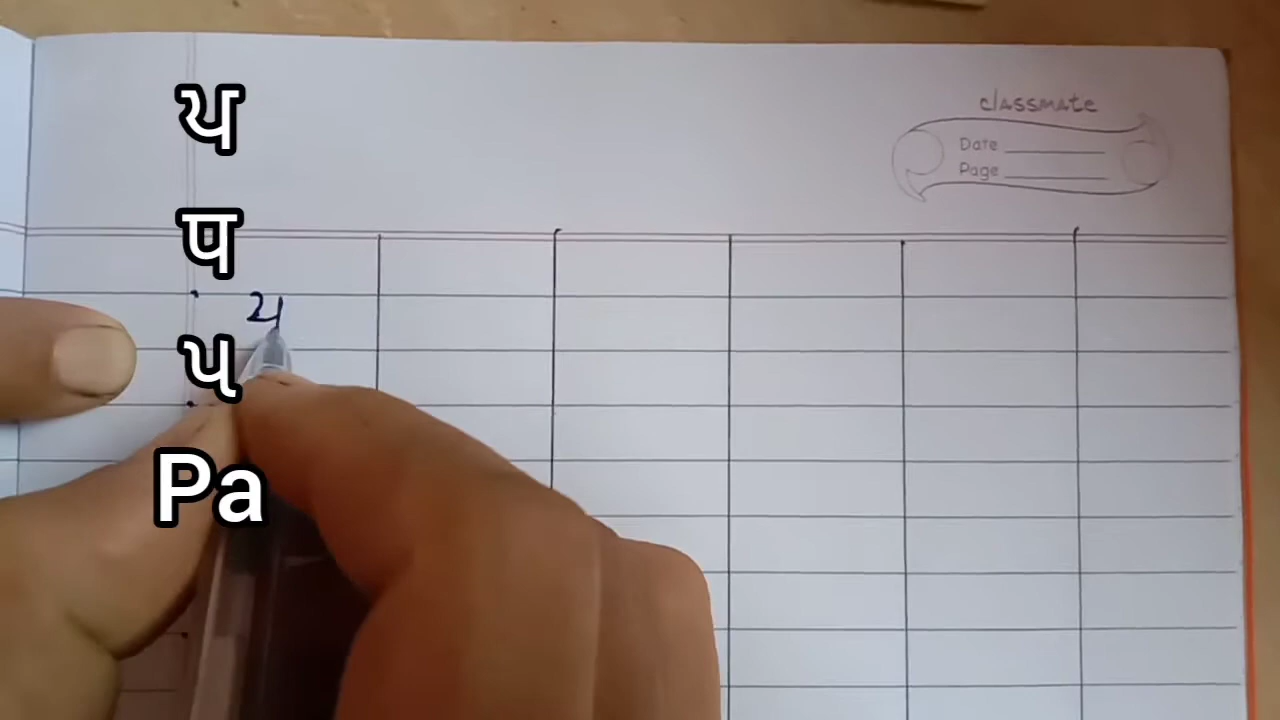 প
प
પ
Pa
પ
classmate
Date
Page